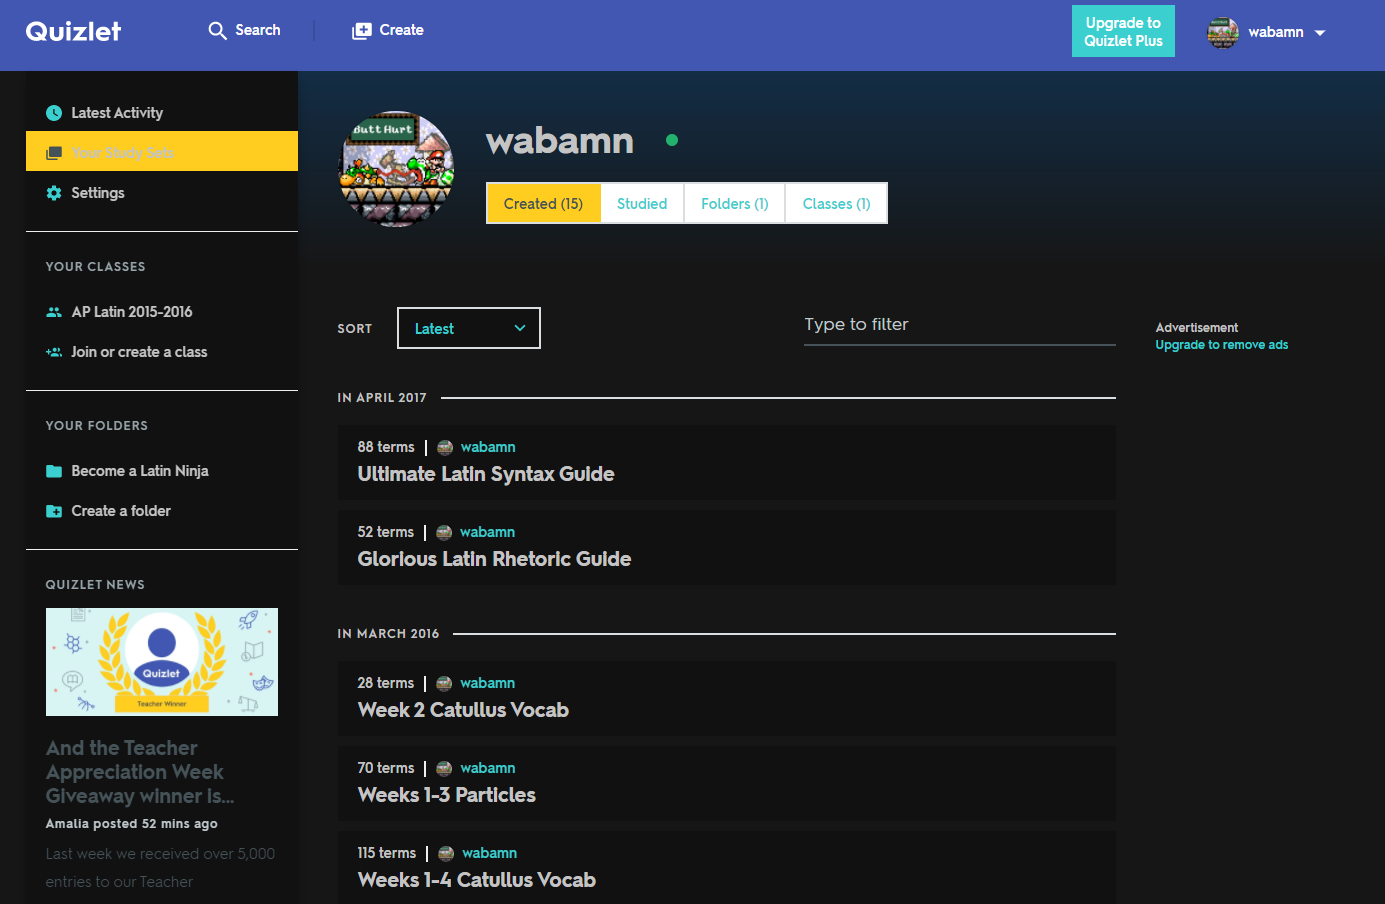 Quizlet
Search
Create
Upgrade to
Quizlet Plus
wabamn
Latest Activity
Your Study Sets
Settings
YOUR CLASSES
AP Latin 2015-2016
Join or create a class
YOUR FOLDERS
Become a Latin Ninja
Create a folder
QUIZLET NEWS
Quizlet
Teacher Winner
And the Teacher
Appreciation Week
Giveaway winner is...
Amalia posted 52 mins ago
Last week we received over 5,000
entries to our Teacher
Butt Hurt
wabamn
Created (15)
Studied
Folders (1)
Classes (1)
SORT
Latest
Type to filter
Advertisement
Upgrade to remove ads
IN APRIL 2017
88 terms wabamn
Ultimate Latin Syntax Guide
52 terms wabamn
Glorious Latin Rhetoric Guide
IN MARCH 2016
28 terms wabamn
Week 2 Catullus Vocab
70 terms wabamn
Weeks 1-3 Particles
115 terms wabamn
Weeks 1-4 Catullus Vocab